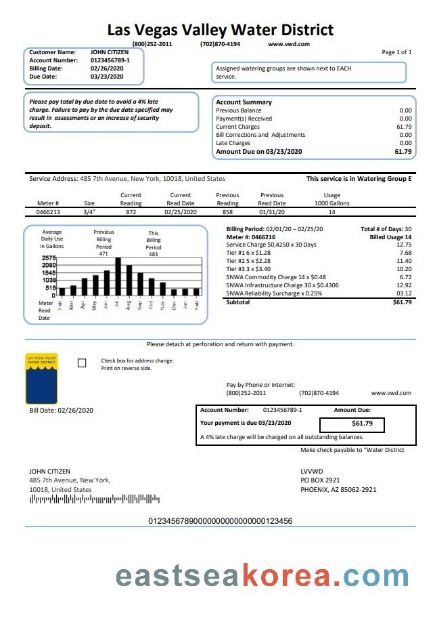 Las Vegas Valley Water District
(800)252-2011 (702)870-4194 www.vwd.com
Page 1 of 1
Customer Name: JOHN CITIZEN
Account Number: 0123456789-1
Billing Date: 02/26/2020
Due Date: 03/23/2020
Assigned watering groups are shown next to EACH
service.
Please pay total by due date to avoid a 4% late
charge. Failure to pay by the due date specified may
result in assessments or an increase of security
deposit.
Account Summary
Previous Balance 0.00
Payment(s) Received 0.00
Current Charges 61.79
Bill Corrections and Adjustments 0.00
Late Charges 0.00
Amount Due on 03/23/2020 61.79
Service Address: 485 7th Avenue, New York, 10018, United States This service is in Watering Group E
Meter # Size Current Reading Current Read Date Previous Reading Previous Read Date Usage 1000 Gallons
0466213 3/4" 872 02/25/2020 858 01/31/20 14
Average Daily Use in Gallons
Previous Billing Period 471
This Billing Period 483
2575
2060
1545
1030
515
0
Meter Read Date
Feb Mar Apr May Jun Jul Aug Sep Oct Nov Dec Jan Feb
Billing Period: 02/01/20 – 02/25/20 Total # of Days: 30
Meter #: 0466216 Billed Usage 14
Service Charge $0,4250 x 30 Days 12.75
Tier #1 6 x $1.28 7.68
Tier #2 5 x $2.28 11.40
Tier #3 3 x $3.40 10.20
SNWA Commodity Charge 14 x $0.48 6.72
SNWA Infrastructure Charge 30 x $0.4306 12.92
SNWA Reliability Surcharge x 0.25% 03.12
Subtotal $61.79
Please detach at perforation and return with payment.
LAS VEGAS VALLEY
WATER DISTRICT
Check box for address change.
Print on reverse side.
Pay by Phone or Internet:
(800)252-2011 (702)870-4194 www.vwd.com
Bill Date: 02/26/2020
Account Number: 0123456789-1 Amount Due:
Your payment is due 03/23/2020 $61.79
A 4% late charge will be charged on all outstanding balances.
Make check payable to "Water District
JOHN CITIZEN
485 7th Avenue, New York,
10018, United States
LVVWD
PO BOX 2921
PHOENIX, AZ 85062-2921
eastseakorea.com